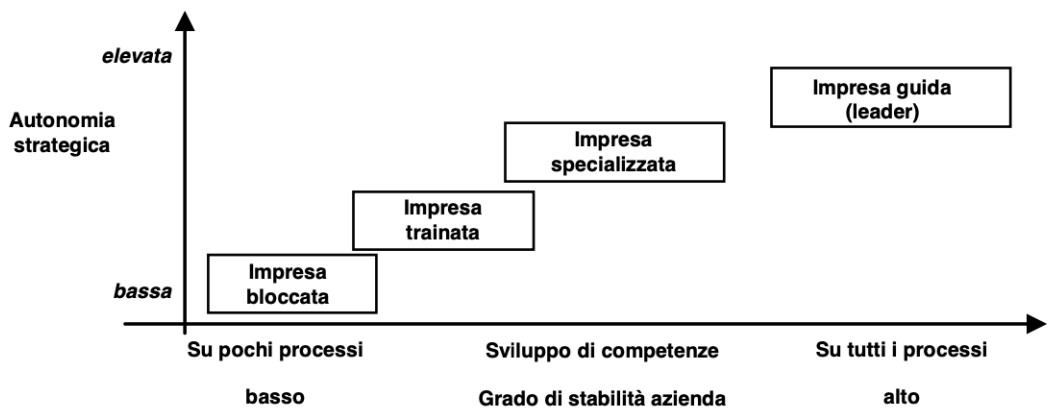 elevata
Autonomia
strategica
Impresa guida
(leader)
Impresa
specializzata
Impresa
trainata
Impresa
bloccata
bassa
Su pochi processi
Sviluppo di competenze
Su tutti i processi
basso
Grado di stabilità azienda
alto